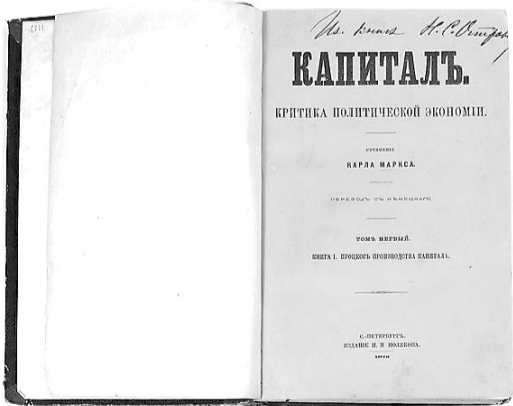 Из книг Н. С.
КАПИТАЛЪ.
КРИТИКА ПОЛИТИЧЕСКОЙ ЭКОНОМІИ.
СОЧИНЕНІЕ
КАРЛА МАРКСА.
ПЕРЕВОДЪ СЪ НѢМЕЦКАГО.
ТОМЪ ПЕРВЫЙ.
КНИГА I. ПРОЦЕССЪ ПРОИЗВОДСТВА КАПИТАЛА.
С.-ПЕТЕРБУРГЪ.
ИЗДАНІЕ Н. П. ПОЛЯКОВА.
1872